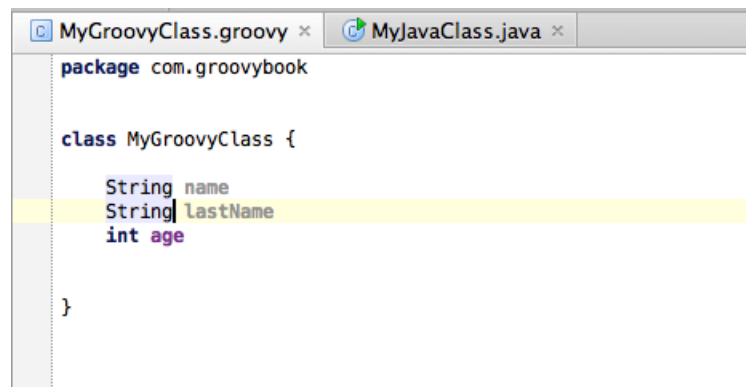 MyGroovyClass.groovy × MyJavaClass.java ×
package com.groovybook
class MyGroovyClass {
String name
String lastName
int age
}